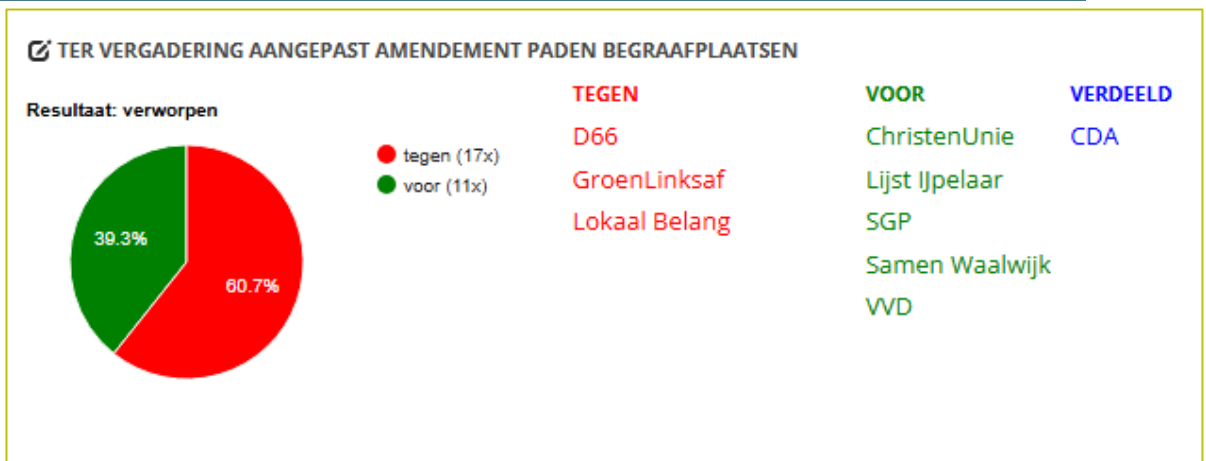 TER VERGADERING AANGEPAST AMENDEMENT PADEN BEGRAAFPLAATSEN
Resultaat: verworpen
tegen (17x)
voor (11x)
39.3%
60.7%
TEGEN
D66
GroenLinksaf
Lokaal Belang
VOOR
ChristenUnie
Lijst IJpelaar
SGP
Samen Waalwijk
VVD
VERDEELD
CDA